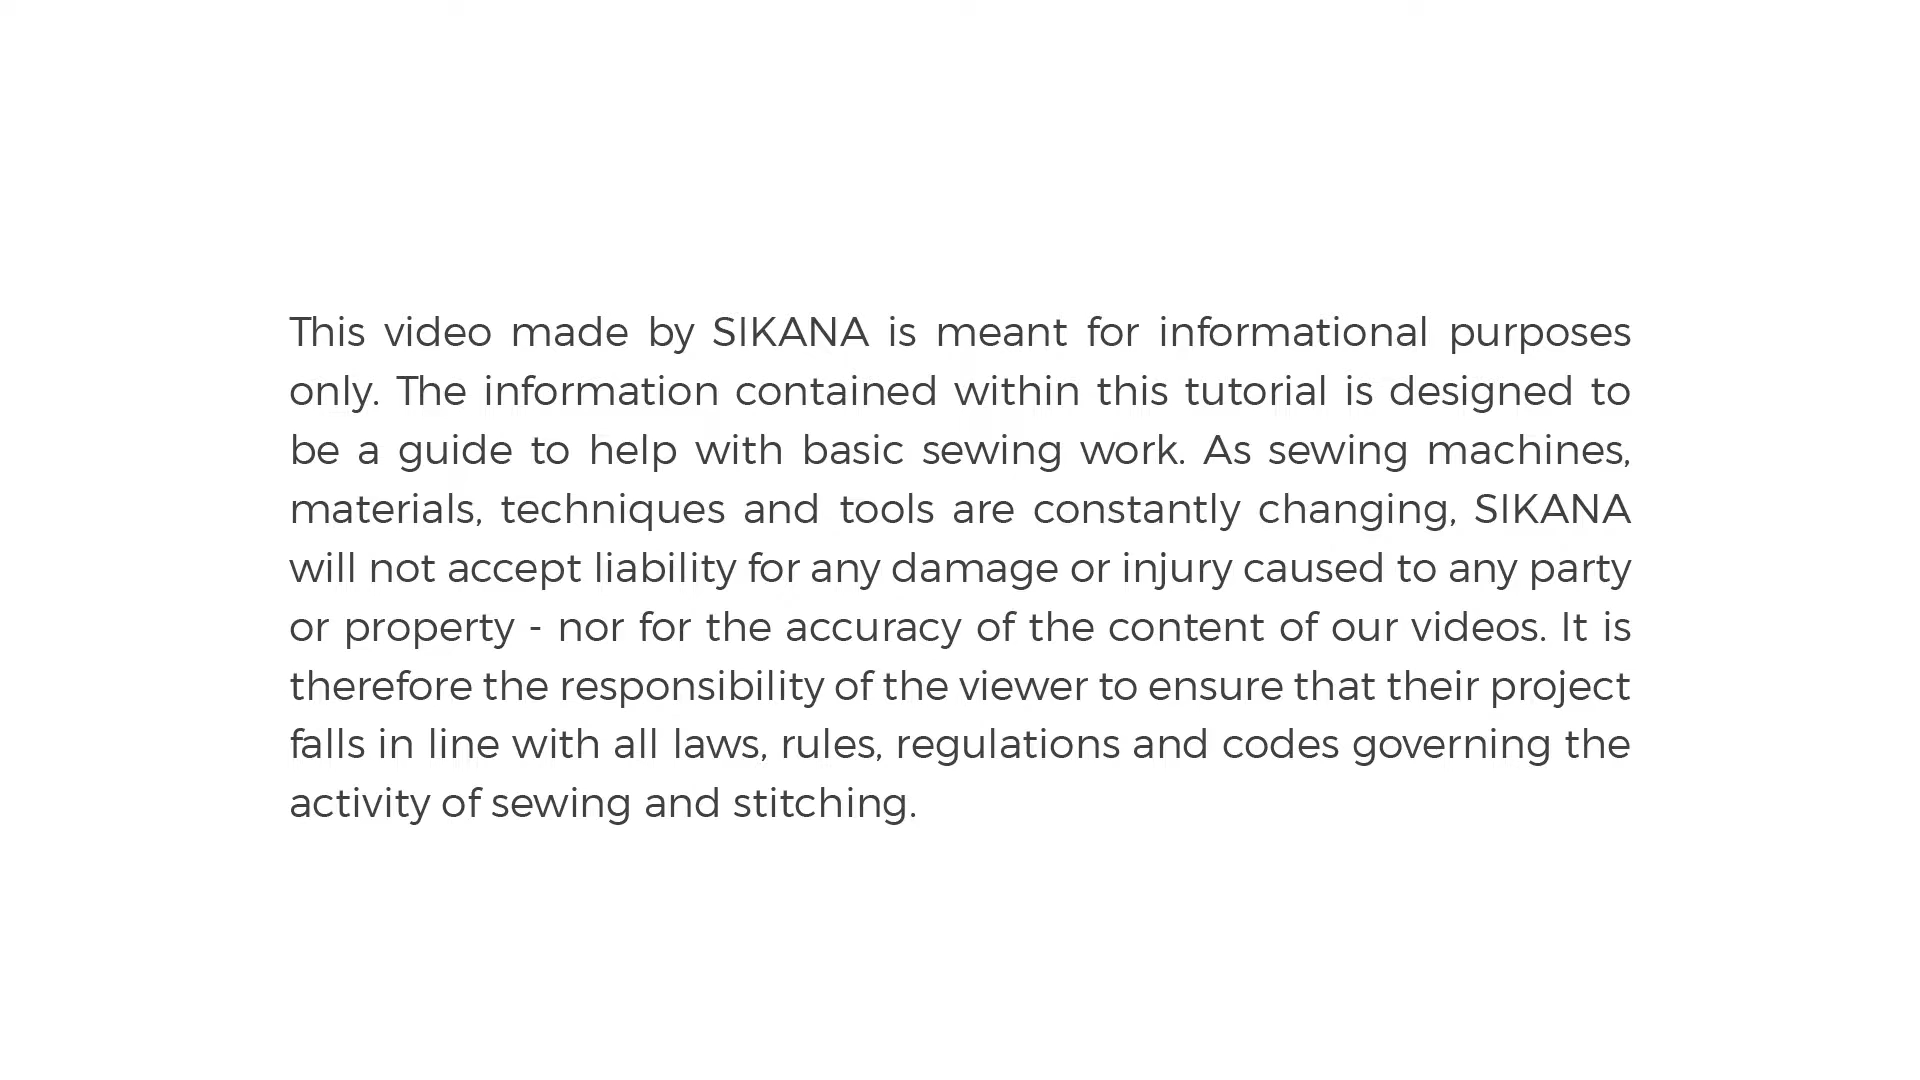 This video made by SIKANA is meant for informational purposes
only. The information contained within this tutorial is designed to
be a guide to help with basic sewing work. As sewing machines,
materials, techniques and tools are constantly changing, SIKANA
will not accept liability for any damage or injury caused to any party
or property - nor for the accuracy of the content of our videos. It is
therefore the responsibility of the viewer to ensure that their project
falls in line with all laws, rules, regulations and codes governing the
activity of sewing and stitching.